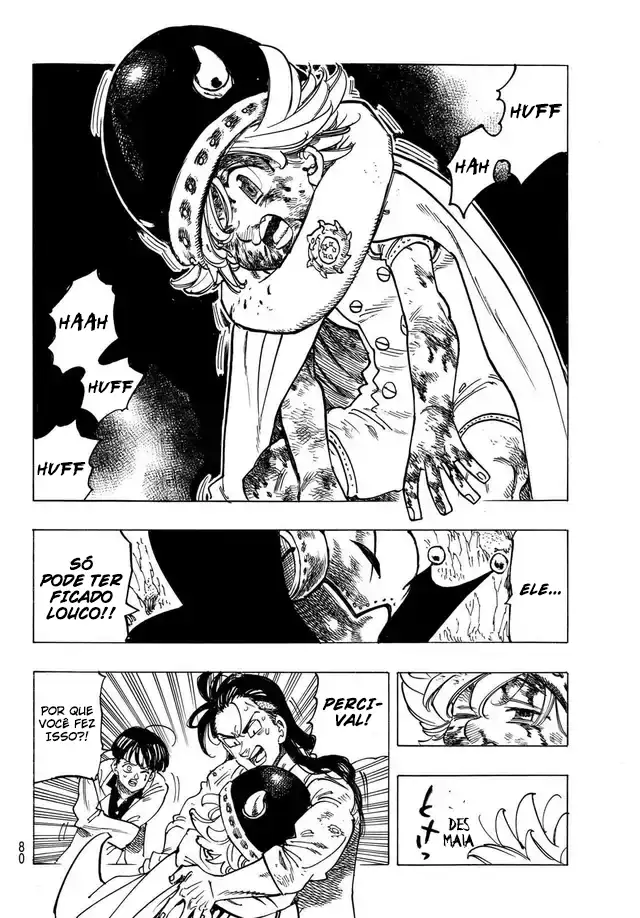 HUFF
HAH
HAAH
HUFF
HUFF
ELE...
SÓ
PODE TER
FICADO
LOUCO!!
PERCI-
VAL!
POR QUE
VOCÊ FEZ
ISSO?!
DES
MAIA
80